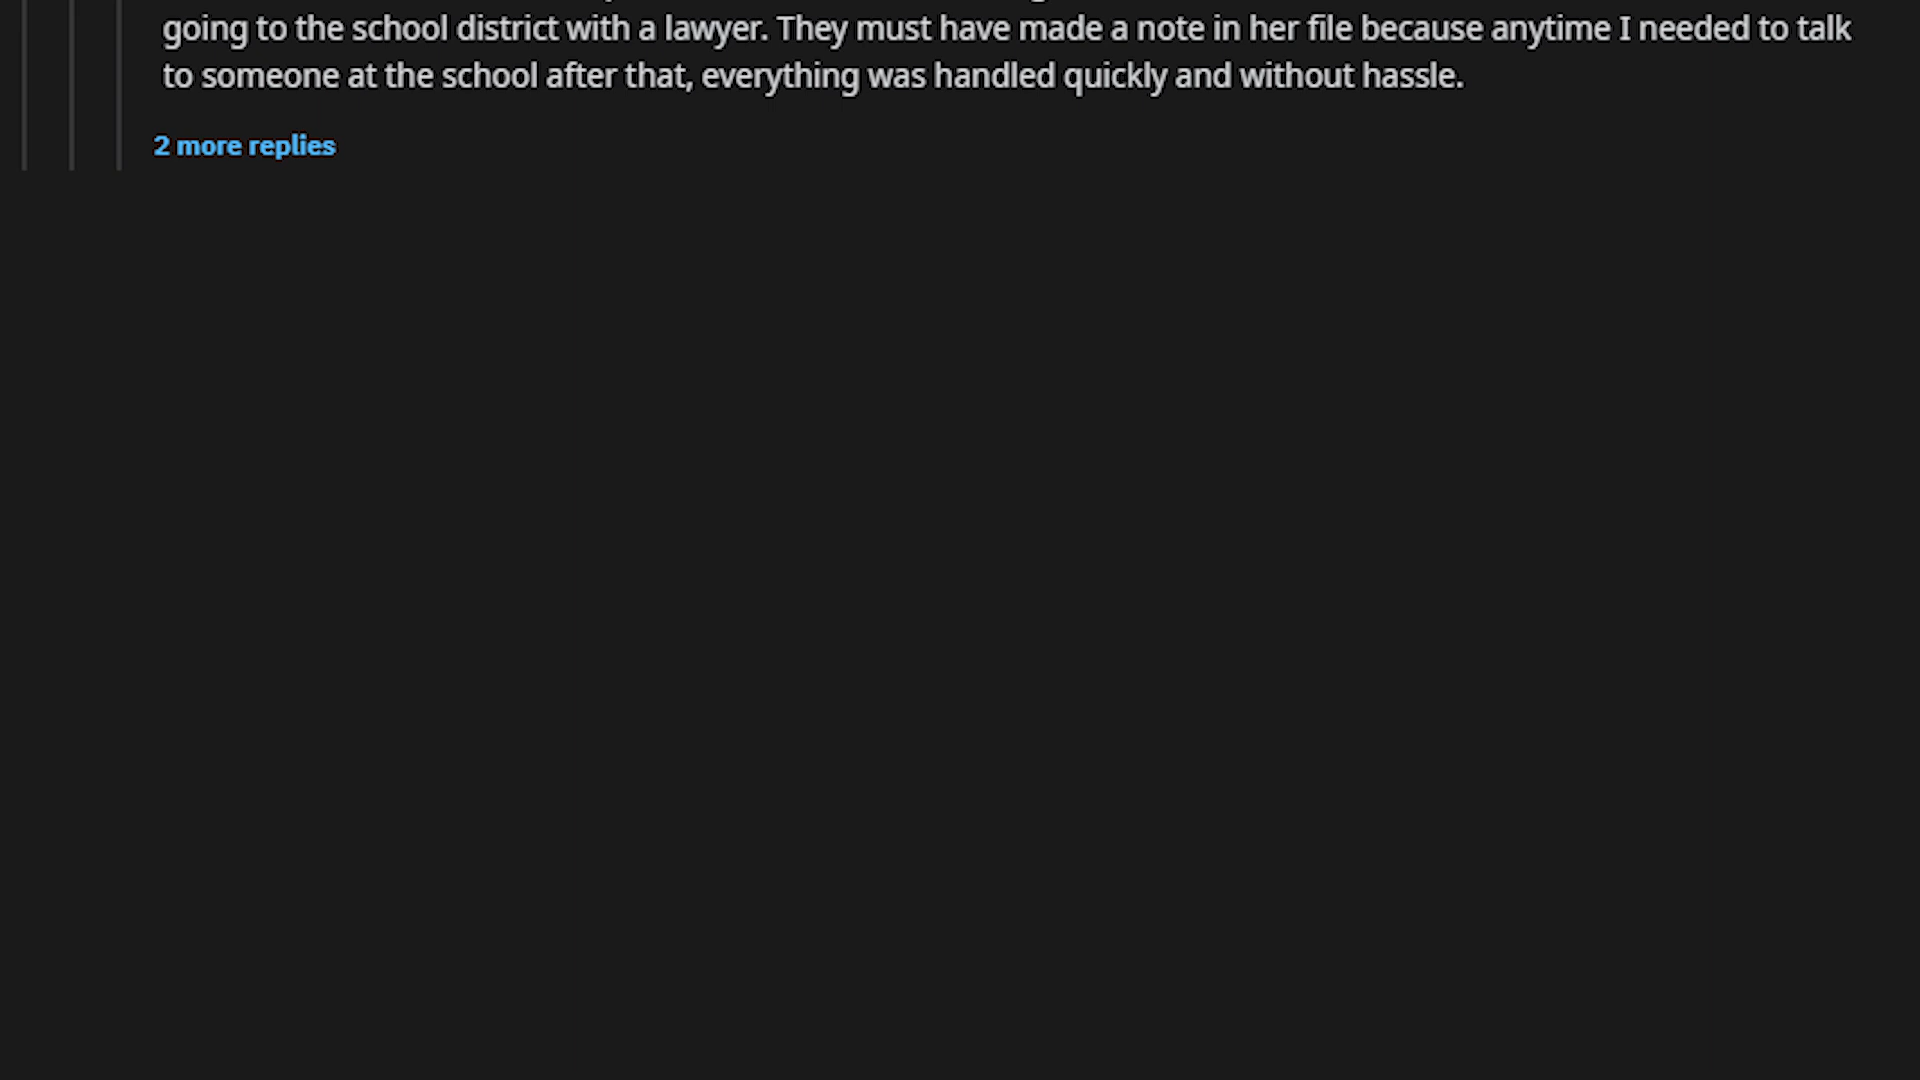 going to the school district with a lawyer. They must have made a note in her file because anytime I needed to talk
to someone at the school after that, everything was handled quickly and without hassle.
2 more replies